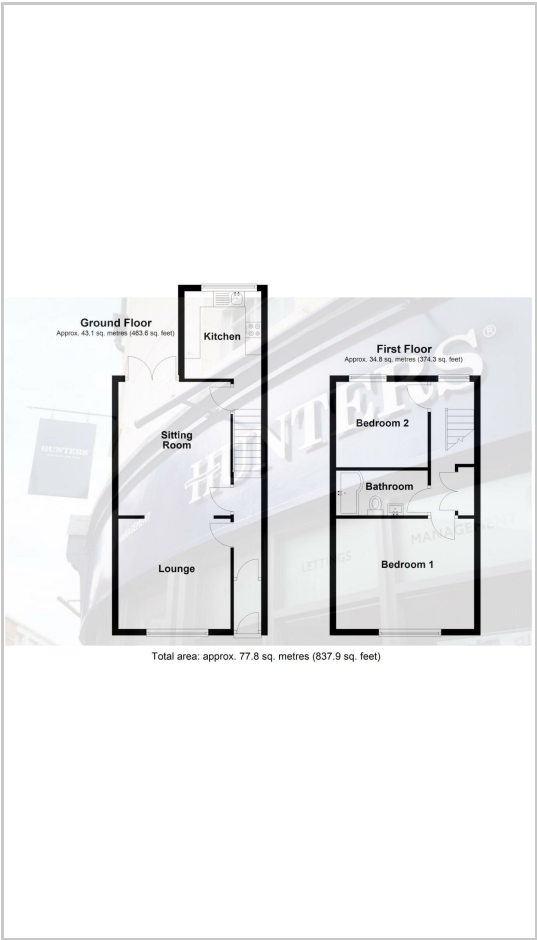 Ground Floor
Approx. 43.1 sq. metres (463.6 sq. feet)
Kitchen
Sitting
Room
Lounge
First Floor
Approx. 34.8 sq. metres (374.3 sq. feet)
Bedroom 2
Bathroom
Bedroom 1
HUNTERS
HUNTERS®
LETTINGS
MANAGEMENT
Total area: approx. 77.8 sq. metres (837.9 sq. feet)